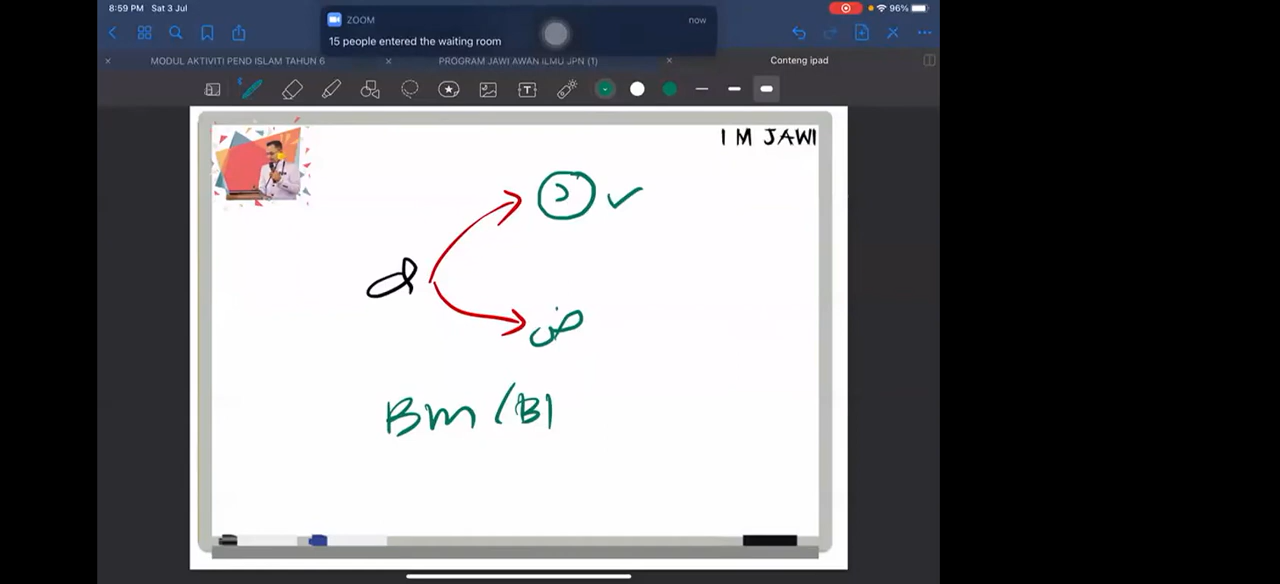 8:59 PM Sat 3 Jul
96%
ZOOM
now
15 people entered the waiting room
MODUL AKTIVITI PEND ISLAM TAHUN 6
PROGRAM JAWI AWAN ILMU JPN (1)
Conteng ipad
I M JAWI
د
d
ض
Bm (BI